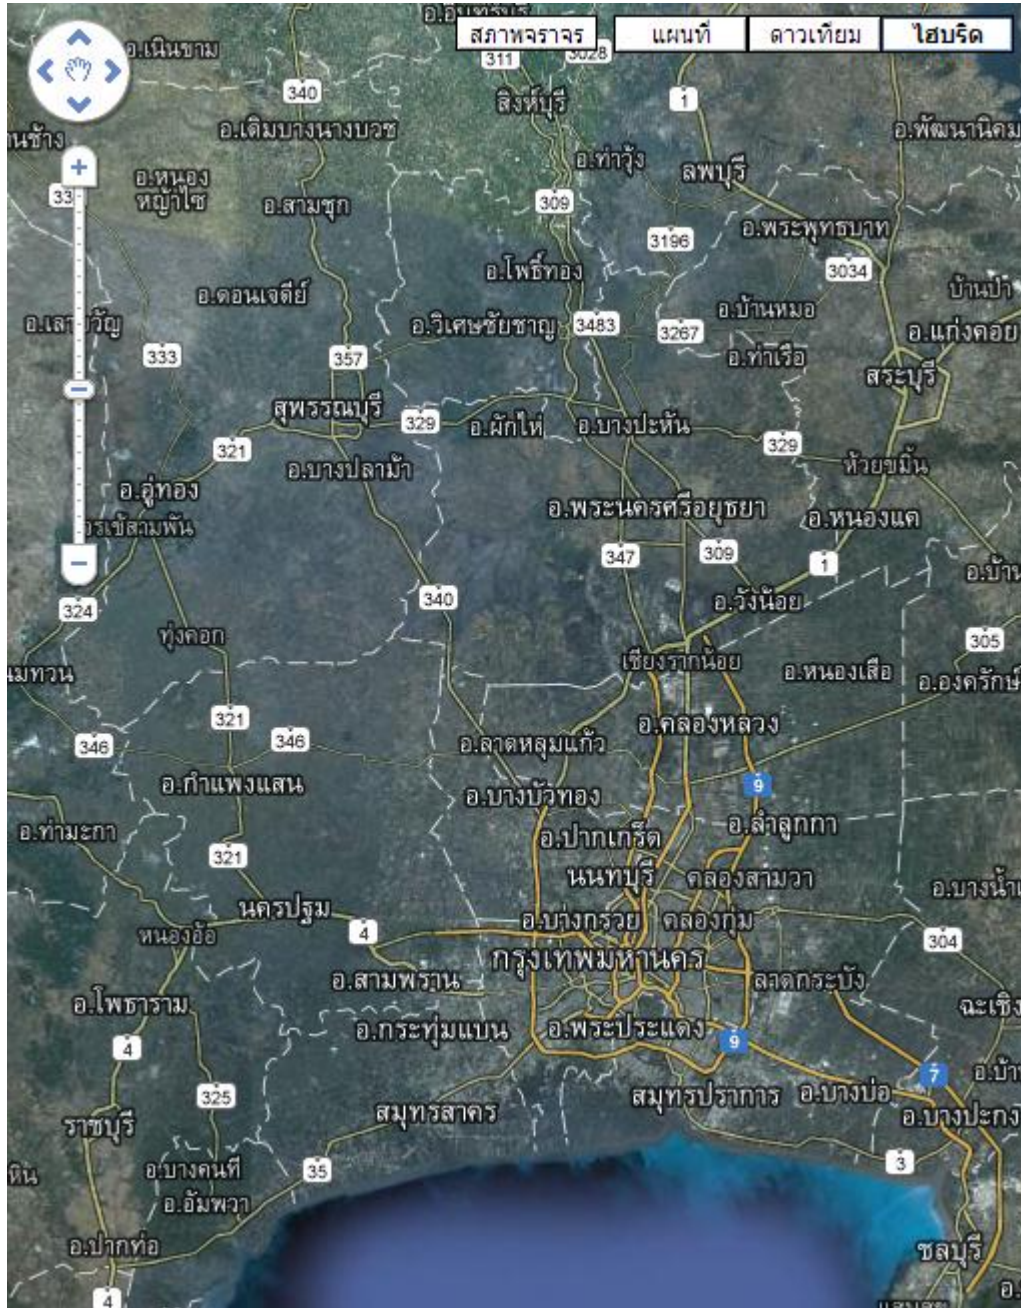 สภาพจราจร
แผนที่
ดาวเทียม
ไฮบริด
อ.เนินขาม
311
3028
340
สิงห์บุรี
1
อ.เดิมบางนางบวช
อ.พัฒนานิคม
อ.ท่าวุ้ง
ลพบุรี
อ.หนอง
หญ้าไซ
อ.สามชุก
309
อ.พระพุทธบาท
3196
3034
อ.โพธิ์ทอง
บ้านป่า
อ.ดอนเจดีย์
อ.บ้านหมอ
อ.วิเศษชัยชาญ
3483
3267
อ.แก่งคอย
333
357
อ.ท่าเรือ
สระบุรี
สุพรรณบุรี
329
อ.ผักไห่
อ.บางปะหัน
321
329
ห้วยขมิ้น
อ.บางปลาม้า
อ.อู่ทอง
อ.พระนครศรีอยุธยา
อ.หนองแค
347
309
1
340
อ.วังน้อย
324
ทุ่งคอก
305
เชียงรากน้อย
อ.หนองเสือ
อ.องครักษ์
321
อ.คลองหลวง
346
346
อ.ลาดหลุมแก้ว
อ.กำแพงแสน
9
อ.บางบัวทอง
อ.ท่ามะกา
อ.ปากเกร็ด
อ.ลำลูกกา
321
นนทบุรี
คลองสามวา
นครปฐม
อ.บางกรวย
คลองกุ่ม
หนองอ้อ
4
304
กรุงเทพมหานคร
อ.สามพราน
ลาดกระบัง
อ.โพธาราม
อ.กระทุ่มแบน
อ.พระประแดง
4
9
7
325
สมุทรปราการ
อ.บางบ่อ
สมุทรสาคร
อ.บางปะกง
ราชบุรี
อ.บางคนที
35
3
อ.อัมพวา
อ.ปากท่อ
ชลบุรี
4